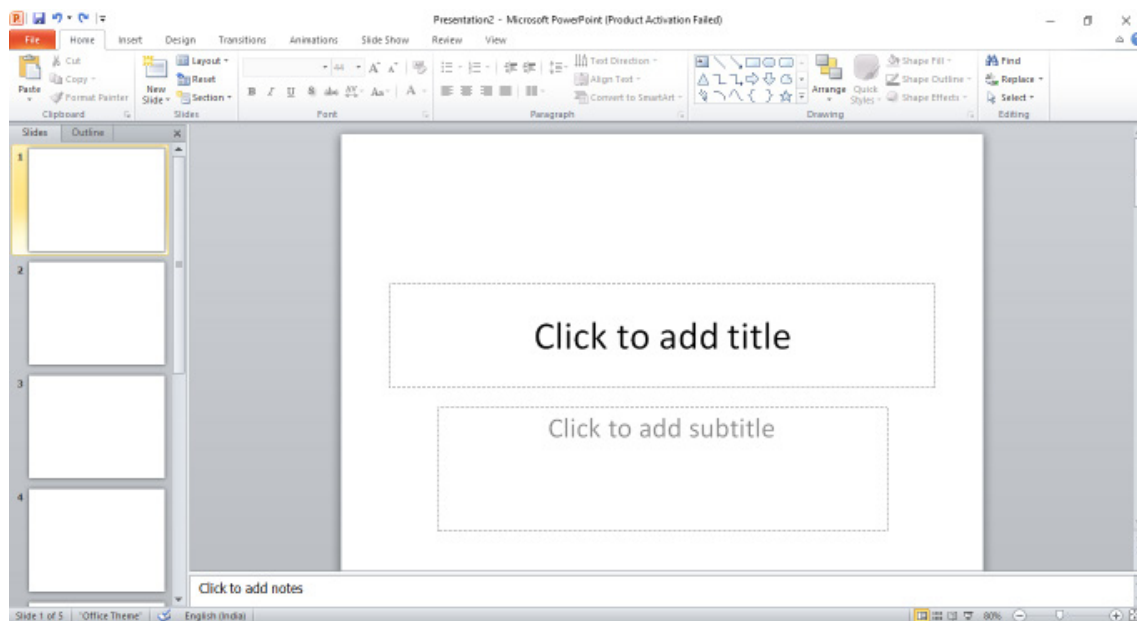 Presentation2 - Microsoft PowerPoint (Product Activation Failed)
File Home Insert Design Transitions Animations Slide Show Review View
Paste
Cut
Copy
Format Painter
Clipboard
New Slide
Layout
Reset
Section
Slides
44
Font
Text Direction
Align Text
Convert to SmartArt
Paragraph
Arrange
Quick Styles
Shape Fill
Shape Outline
Shape Effects
Drawing
Find
Replace
Select
Editing
Slides Outline
1
2
3
4
Click to add title
Click to add subtitle
Click to add notes
Slide 1 of 5 "Office Theme" English (India) 80%